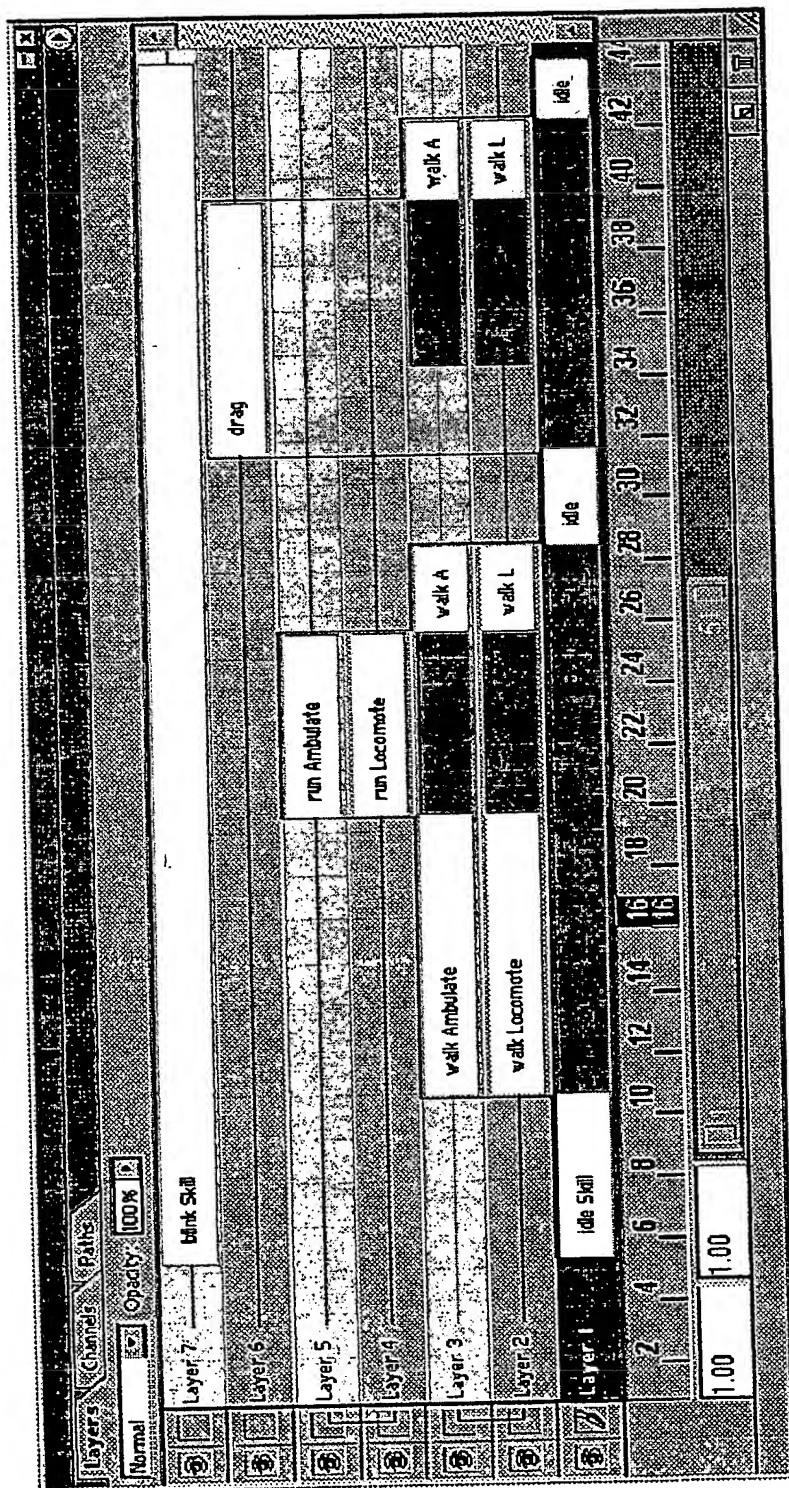 Layers Channels Paths
Normal Opacity: 100%
Layer 7 blink Skill
Layer 6 drag
Layer 5 run Ambulate
Layer 4 run Locomote
Layer 3 walk Ambulate walk A walk A
Layer 2 walk Locomote walk L walk L
Layer 1 idle Skill idle idle
2 4 6 8 10 12 14 16 18 20 22 24 26 28 30 32 34 36 38 40 42 4
16
1.00 1.00